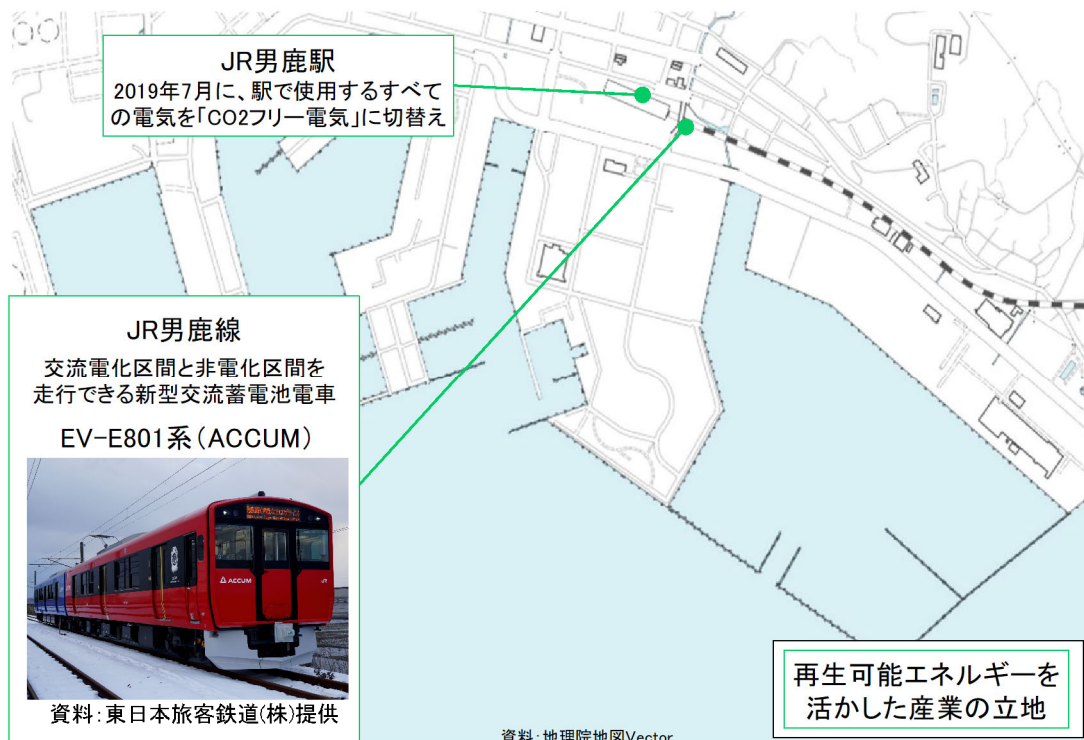 JR男鹿駅
2019年7月に、駅で使用するすべて
の電気を「CO2フリー電気」に切替え
JR男鹿線
交流電化区間と非電化区間を
走行できる新型交流蓄電池電車
EV-E801系(ACCUM)
ACCUM
JR
資料:東日本旅客鉄道(株)提供
再生可能エネルギーを
活かした産業の立地
資料:地理院地図Vector